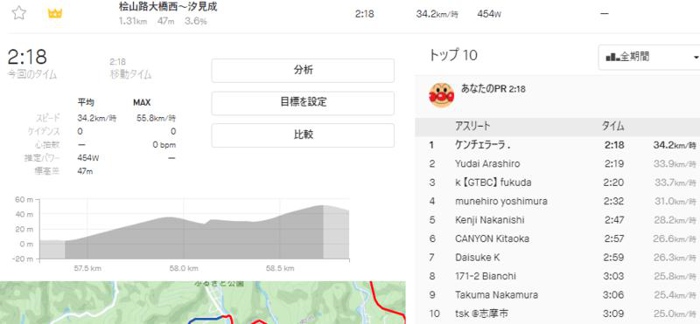 桧山路大橋西～汐見成
1.31km 47m 3.6%
2:18 34.2km/時 454W —
2:18
今回のタイム
2:18
移動タイム
平均 MAX
スピード 34.2km/時 55.8km/時
ケイデンス 0 0
心拍数 — 0 bpm
推定パワー 454W —
標高差 47m
分析
目標を設定
比較
60 m
40 m
20 m
0 m
-20 m
57.5 km 58.0 km 58.5 km
ふるさと公園
トップ 10
全期間
あなたのPR 2:18
アスリート タイム
1 ケンチェラーラ . 2:18 34.2km/時
2 Yudai Arashiro 2:19 33.9km/時
3 k【GTBC】fukuda 2:20 33.7km/時
4 munehiro yoshimura 2:32 31.0km/時
5 Kenji Nakanishi 2:47 28.2km/時
6 CANYON Kitaoka 2:57 26.6km/時
7 Daisuke K 2:59 26.3km/時
8 171-2 Bianchi 3:03 25.8km/時
9 Takuma Nakamura 3:06 25.4km/時
10 tsk @志摩市 3:09 25.0km/時